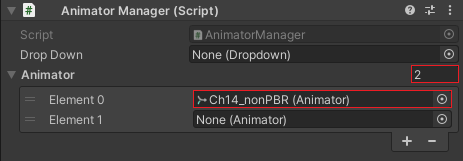 Animator Manager (Script)
Script AnimatorManager
Drop Down None (Dropdown)
Animator 2
Element 0 Ch14_nonPBR (Animator)
Element 1 None (Animator)